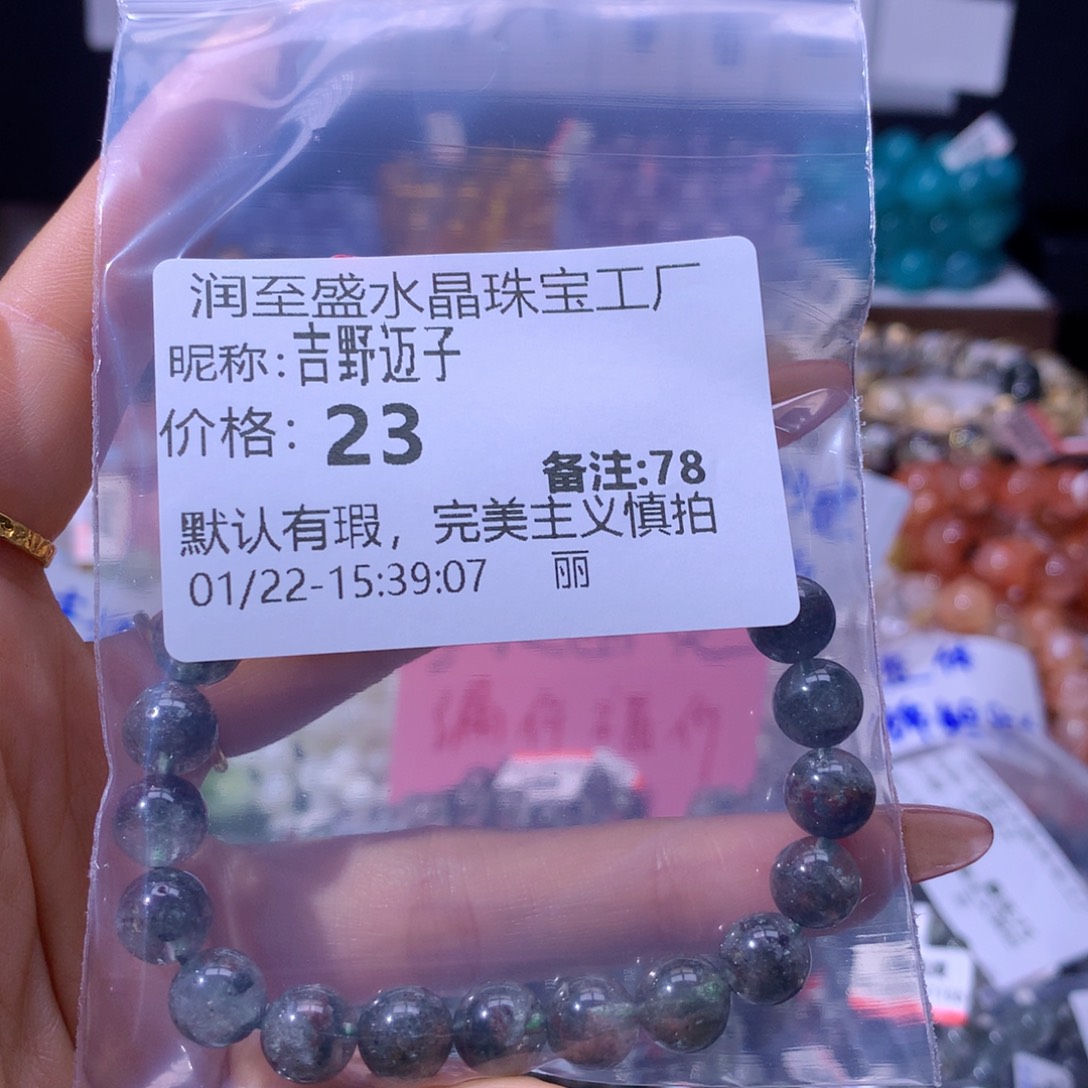 润至盛水晶珠宝工厂
昵称:吉野迈子
价格: 23
备注:78
默认有瑕，完美主义慎拍
01/22-15:39:07 丽